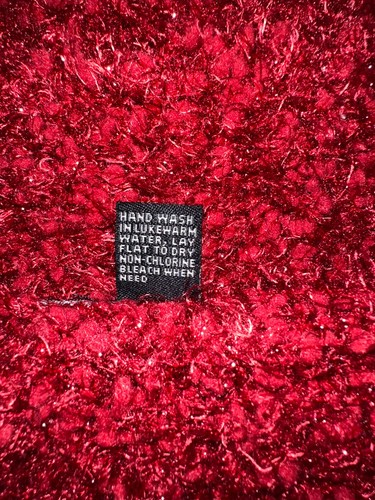 HAND WASH
IN LUKEWARM
WATER, LAY
FLAT TO DRY
NON-CHLORINE
BLEACH WHEN
NEED